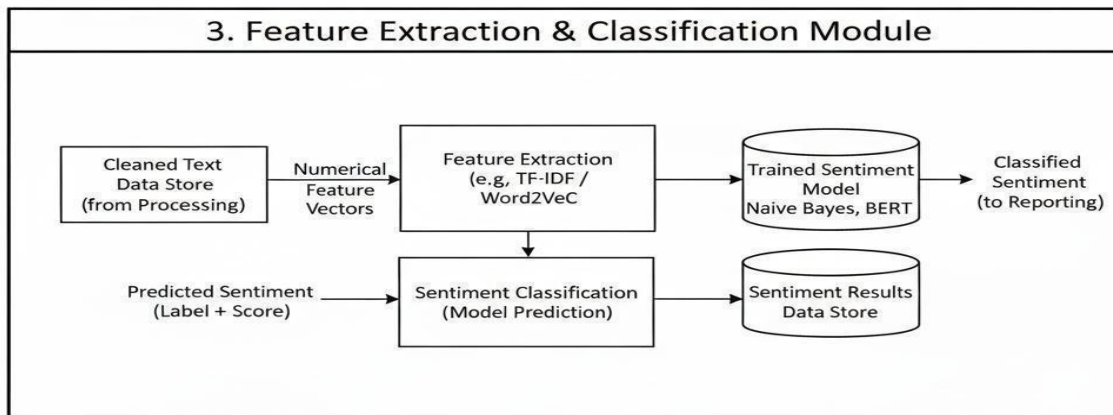 3. Feature Extraction & Classification Module
Cleaned Text
Data Store
(from Processing)
Numerical
Feature
Vectors
Feature Extraction
(e.g, TF-IDF /
Word2VeC
Trained Sentiment
Model
Naive Bayes, BERT
Classified
Sentiment
(to Reporting)
Predicted Sentiment
(Label + Score)
Sentiment Classification
(Model Prediction)
Sentiment Results
Data Store